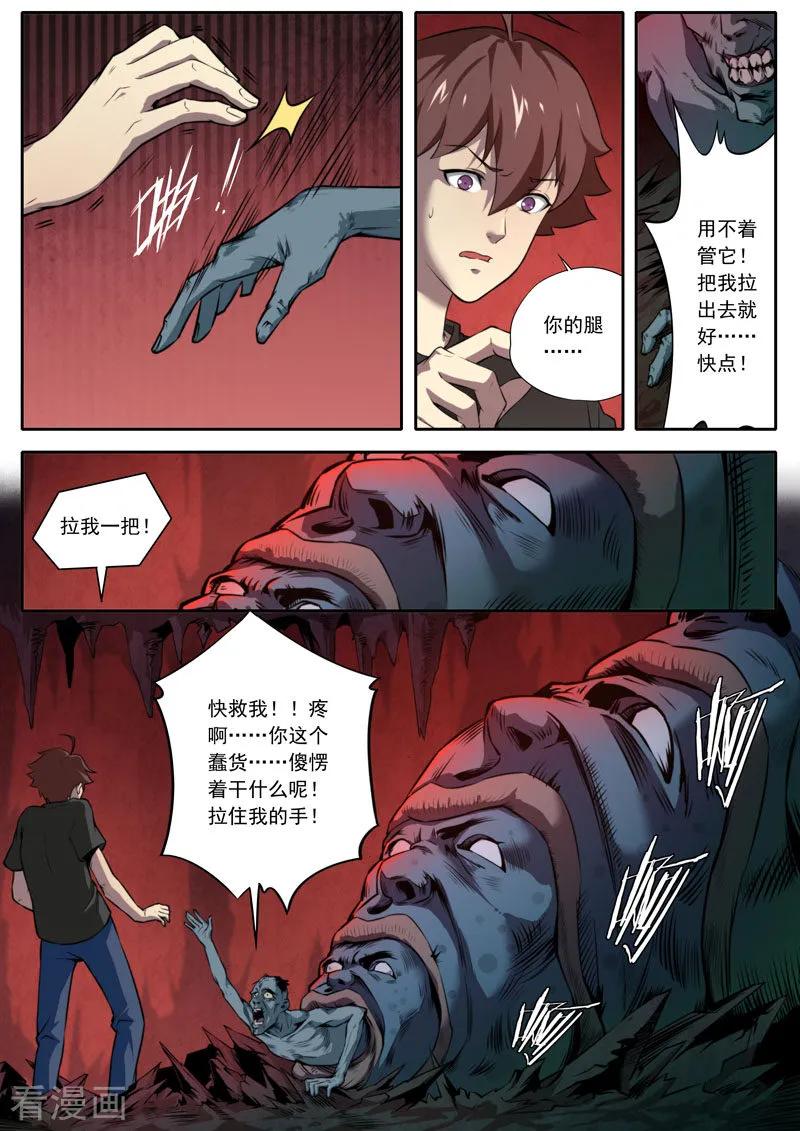 你的腿
……
用不着
管它！
把我拉
出去就
好……
快点！
拉我一把！
快救我！！疼
啊……你这个
蠢货……傻愣
着干什么呢！
拉住我的手！
看漫画